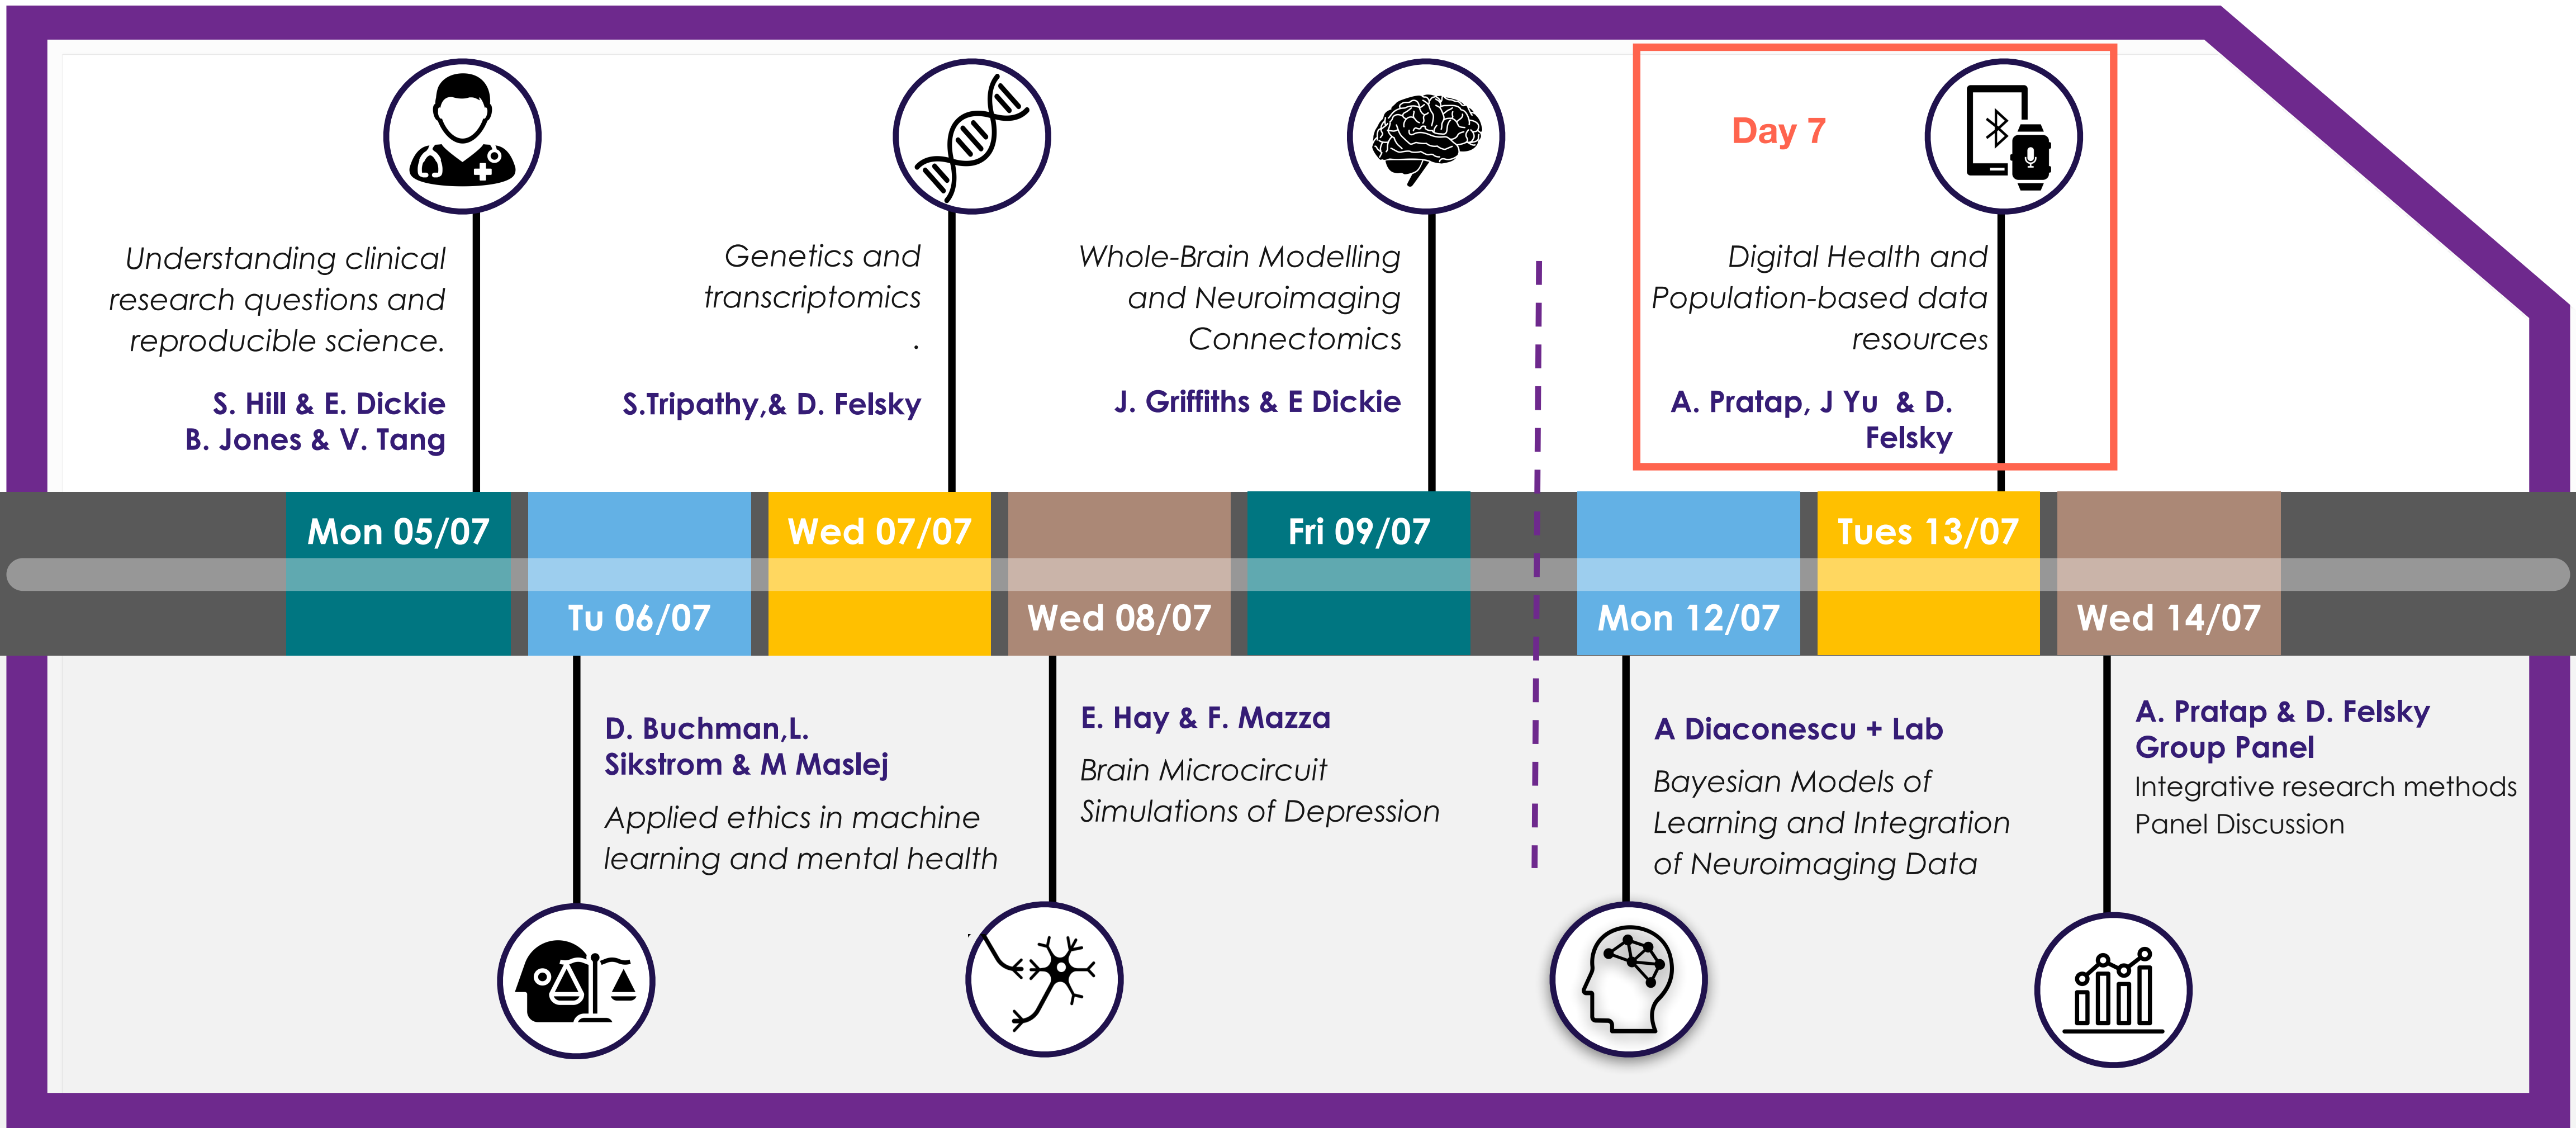 Day 7
Understanding clinical
research questions and
reproducible science.
S. Hill & E. Dickie
B. Jones & V. Tang
Genetics and
transcriptomics
.
S.Tripathy,& D. Felsky
Whole-Brain Modelling
and Neuroimaging
Connectomics
J. Griffiths & E Dickie
Digital Health and
Population-based data
resources
A. Pratap, J Yu & D.
Felsky
Mon 05/07
Tu 06/07
Wed 07/07
Wed 08/07
Fri 09/07
Mon 12/07
Tues 13/07
Wed 14/07
D. Buchman,L.
Sikstrom & M Maslej
Applied ethics in machine
learning and mental health
E. Hay & F. Mazza
Brain Microcircuit
Simulations of Depression
A Diaconescu + Lab
Bayesian Models of
Learning and Integration
of Neuroimaging Data
A. Pratap & D. Felsky
Group Panel
Integrative research methods
Panel Discussion